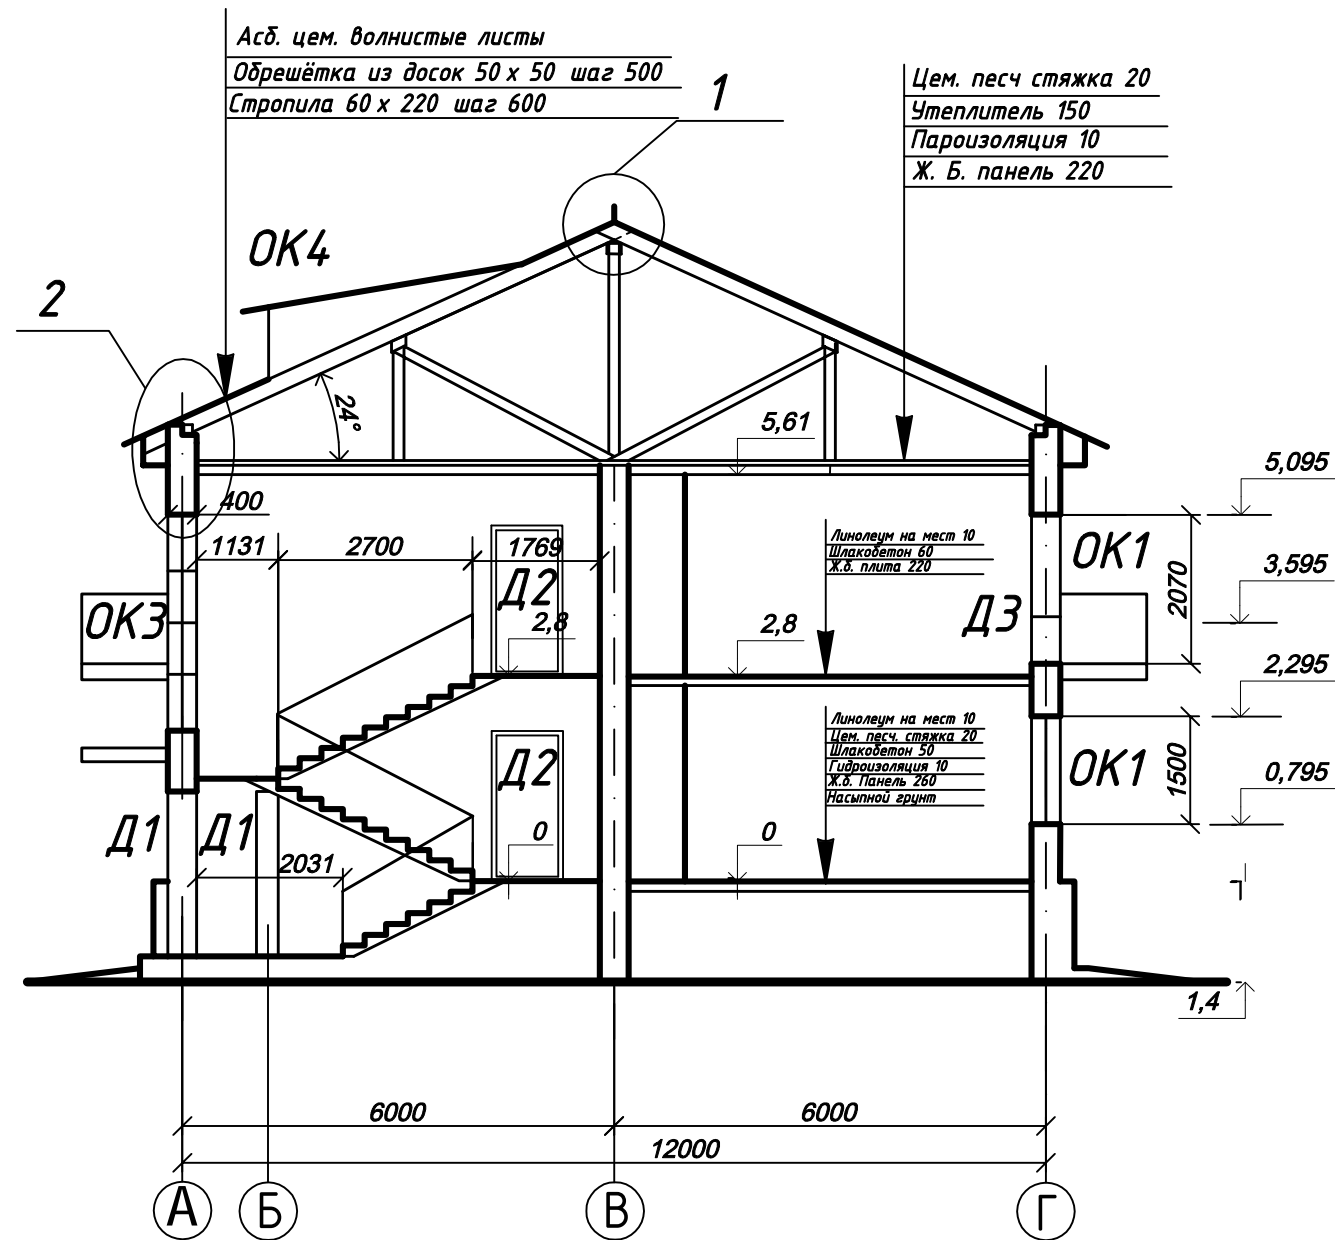 Асб. цем. волнистые листы
Обрешётка из досок 50 х 50 шаг 500
Стропила 60 х 220 шаг 600
1
Цем. песч стяжка 20
Утеплитель 150
Пароизоляция 10
Ж. Б. панель 220
ОК4
2
24°
5,61
5,095
400
1131
2700
1769
Линолеум на мест 10
Шлакобетон 60
Ж.б. плита 220
ОК1
2070
3,595
ОК3
Д2
2,8
2,8
Д3
2,295
Линолеум на мест 10
Цем. песч. стяжка 20
Шлакобетон 50
Гидроизоляция 10
Ж.б. Панель 260
Насыпной грунт
Д2
ОК1
1500
0,795
Д1
Д1
0
0
2031
1,4
6000
6000
12000
А
Б
В
Г